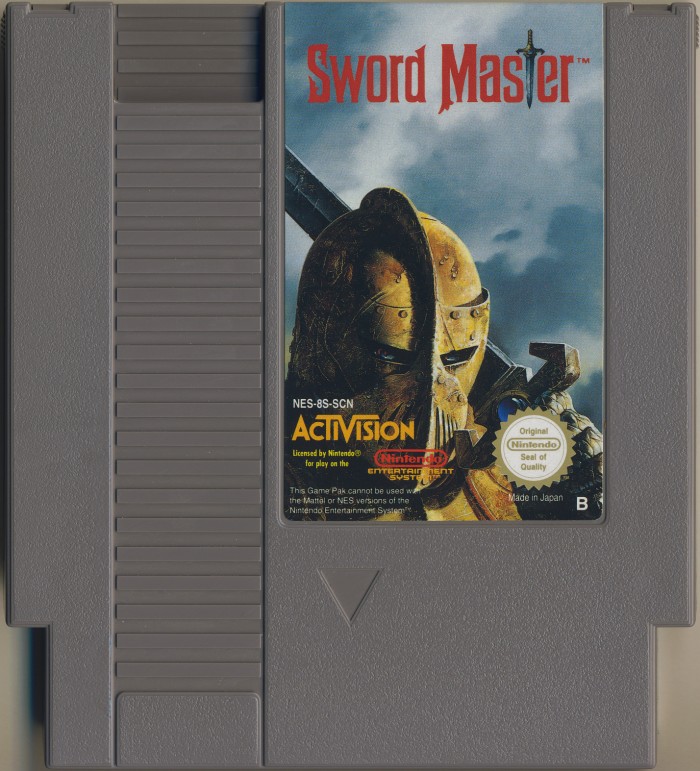 Sword Master™
NES-8S-SCN
ACTIVISION
Licensed by Nintendo®
for play on the
Nintendo®
ENTERTAINMENT
SYSTEM™
This Game Pak cannot be used with
the Mattel or NES versions of the
Nintendo Entertainment System™.
Original
Nintendo
Seal of
Quality
Made in Japan
B